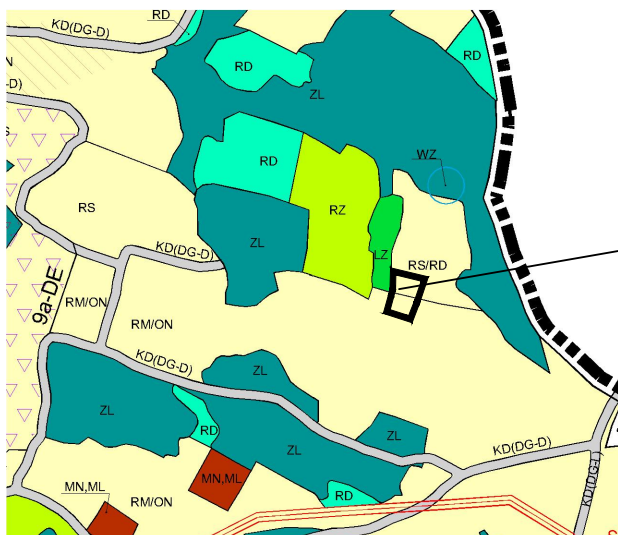 KD(DG-D)
RD
RD
RD
ZL
N
-D)
S
RD
WZ
RS
RZ
LZ
RS/RD
ZL
KD(DG-D)
9a-DE
RM/ON
RM/ON
KD(DG-D)
ZL
ZL
ZL
RD
ZL
KD(DG-D)
KD(DG-L)
MN,ML
RD
MN,ML
RM/ON
S